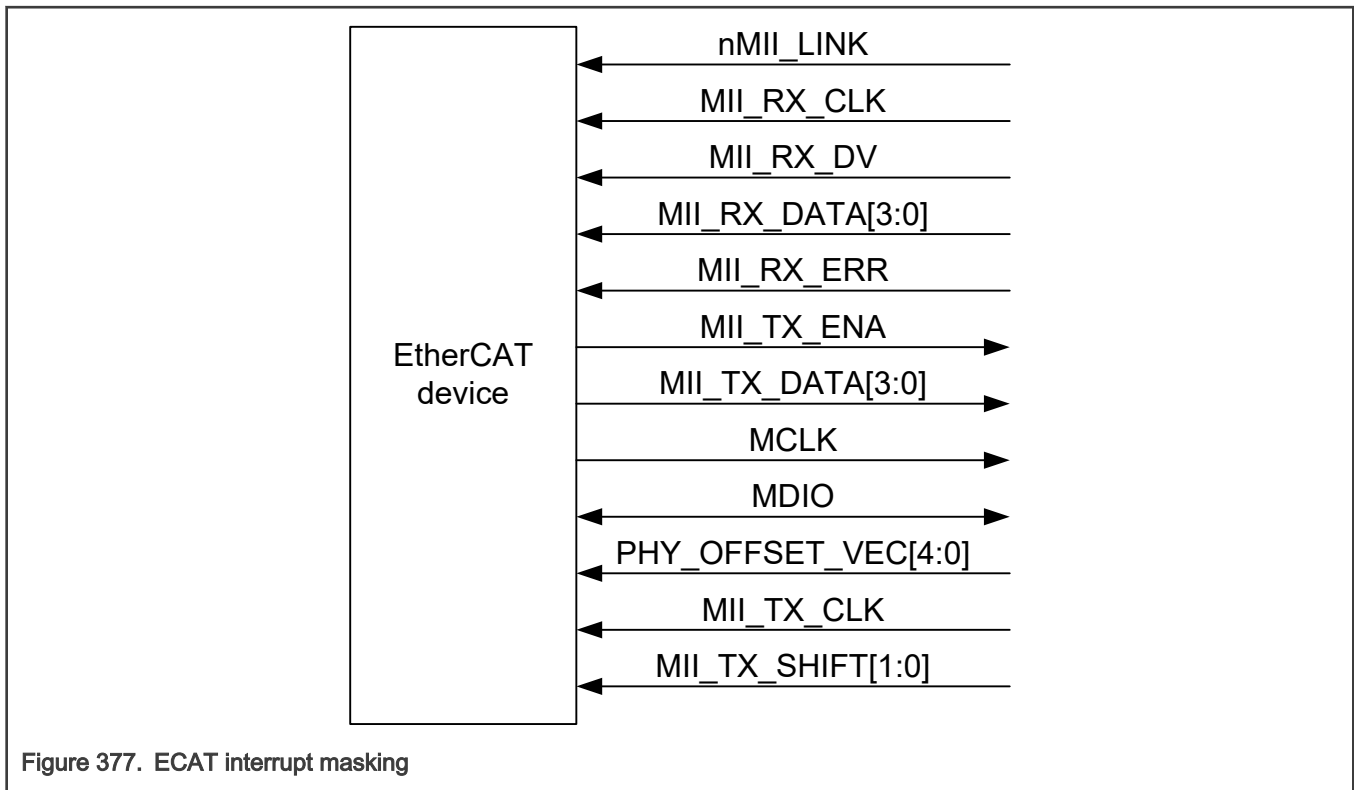 nMII_LINK
MII_RX_CLK
MII_RX_DV
MII_RX_DATA[3:0]
MII_RX_ERR
MII_TX_ENA
EtherCAT
device
MII_TX_DATA[3:0]
MCLK
MDIO
PHY_OFFSET_VEC[4:0]
MII_TX_CLK
MII_TX_SHIFT[1:0]
Figure 377. ECAT interrupt masking